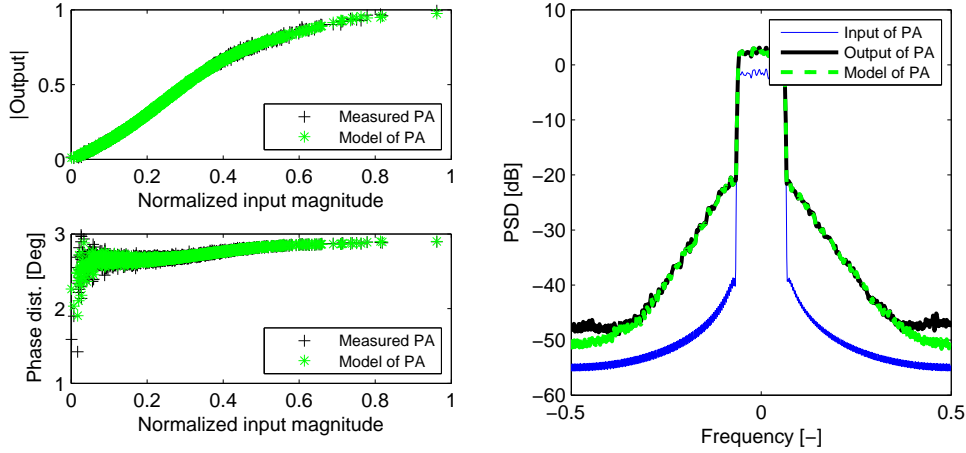 1
0.5
0
|Output|
0
0.2
0.4
0.6
0.8
1
Normalized input magnitude
Measured PA
Model of PA
3
2
1
Phase dist. [Deg]
0
0.2
0.4
0.6
0.8
1
Normalized input magnitude
Measured PA
Model of PA
10
0
−10
−20
−30
−40
−50
−60
PSD [dB]
−0.5
0
0.5
Frequency [−]
Input of PA
Output of PA
Model of PA